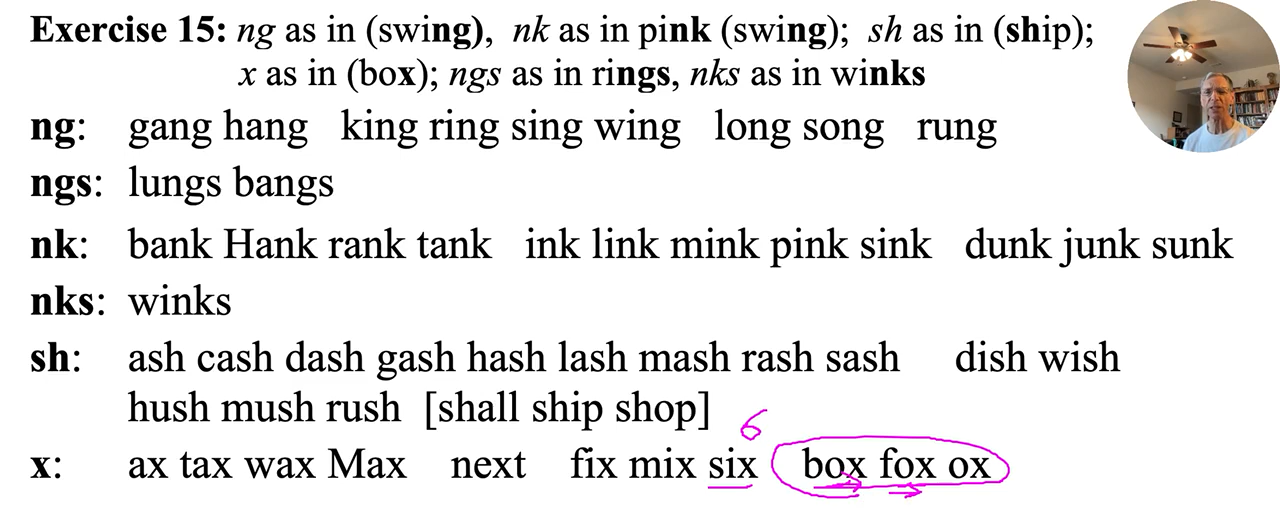 Exercise 15: ng as in (swing), nk as in pink (swing); sh as in (ship);
x as in (box); ngs as in rings, nks as in winks
ng: gang hang king ring sing wing long song rung
ngs: lungs bangs
nk: bank Hank rank tank ink link mink pink sink dunk junk sunk
nks: winks
sh: ash cash dash gash hash lash mash rash sash dish wish
hush mush rush [shall ship shop]
6
x: ax tax wax Max next fix mix six box fox ox